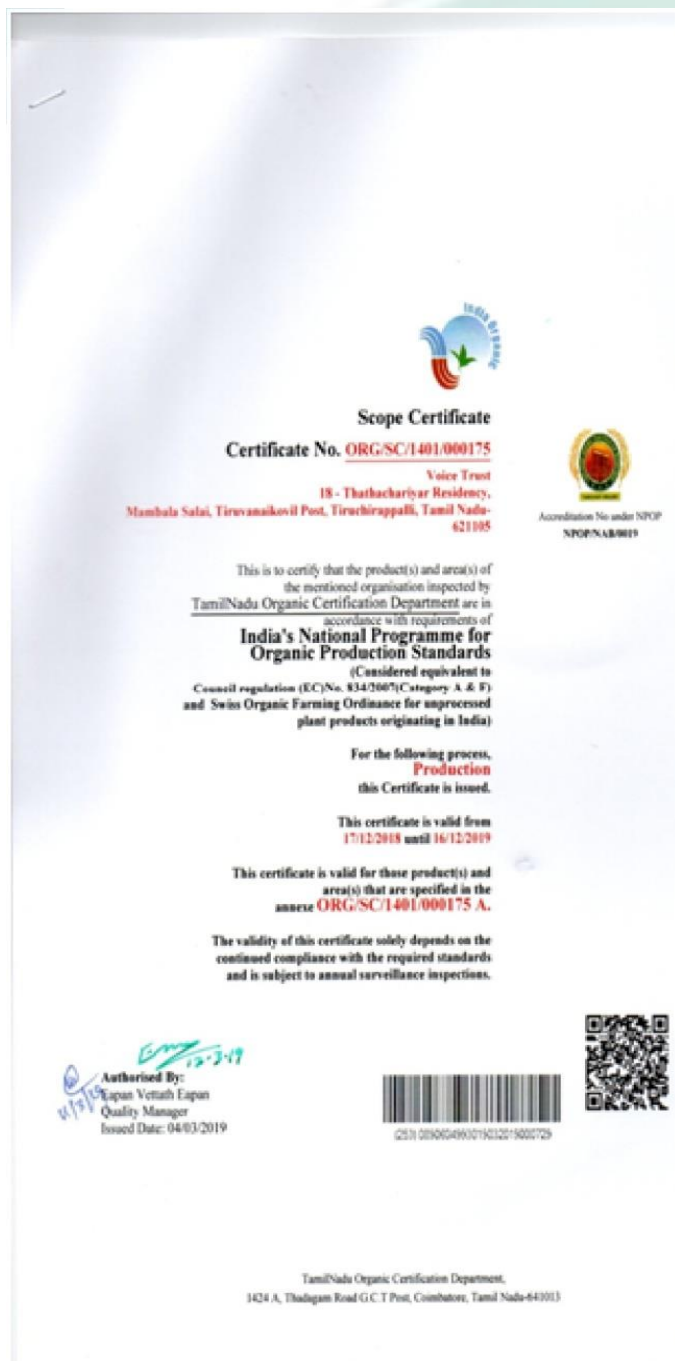 India Organic
Scope Certificate
Certificate No. ORG/SC/1401/000175
Voice Trust
18 - Thathachariyar Residency,
Mambala Salai, Tiruvanaikovil Post, Tiruchirappalli, Tamil Nadu-
621105
Accreditation No under NPOP
NPOP/NAB/0019
This is to certify that the product(s) and area(s) of
the mentioned organisation inspected by
TamilNadu Organic Certification Department are in
accordance with requirements of
India's National Programme for
Organic Production Standards
(Considered equivalent to
Council regulation (EC)No. 834/2007(Category A & F)
and Swiss Organic Farming Ordinance for unprocessed
plant products originating in India)
For the following process,
Production
this Certificate is issued.
This certificate is valid from
17/12/2018 until 16/12/2019
This certificate is valid for those product(s) and
area(s) that are specified in the
annexe ORG/SC/1401/000175 A.
The validity of this certificate solely depends on the
continued compliance with the required standards
and is subject to annual surveillance inspections.
12-3-19
Authorised By:
Eapan Vettath Eapan
Quality Manager
Issued Date: 04/03/2019
TamilNadu Organic Certification Department,
1424 A, Thadagam Road G.C.T Post, Coimbatore, Tamil Nadu-641013